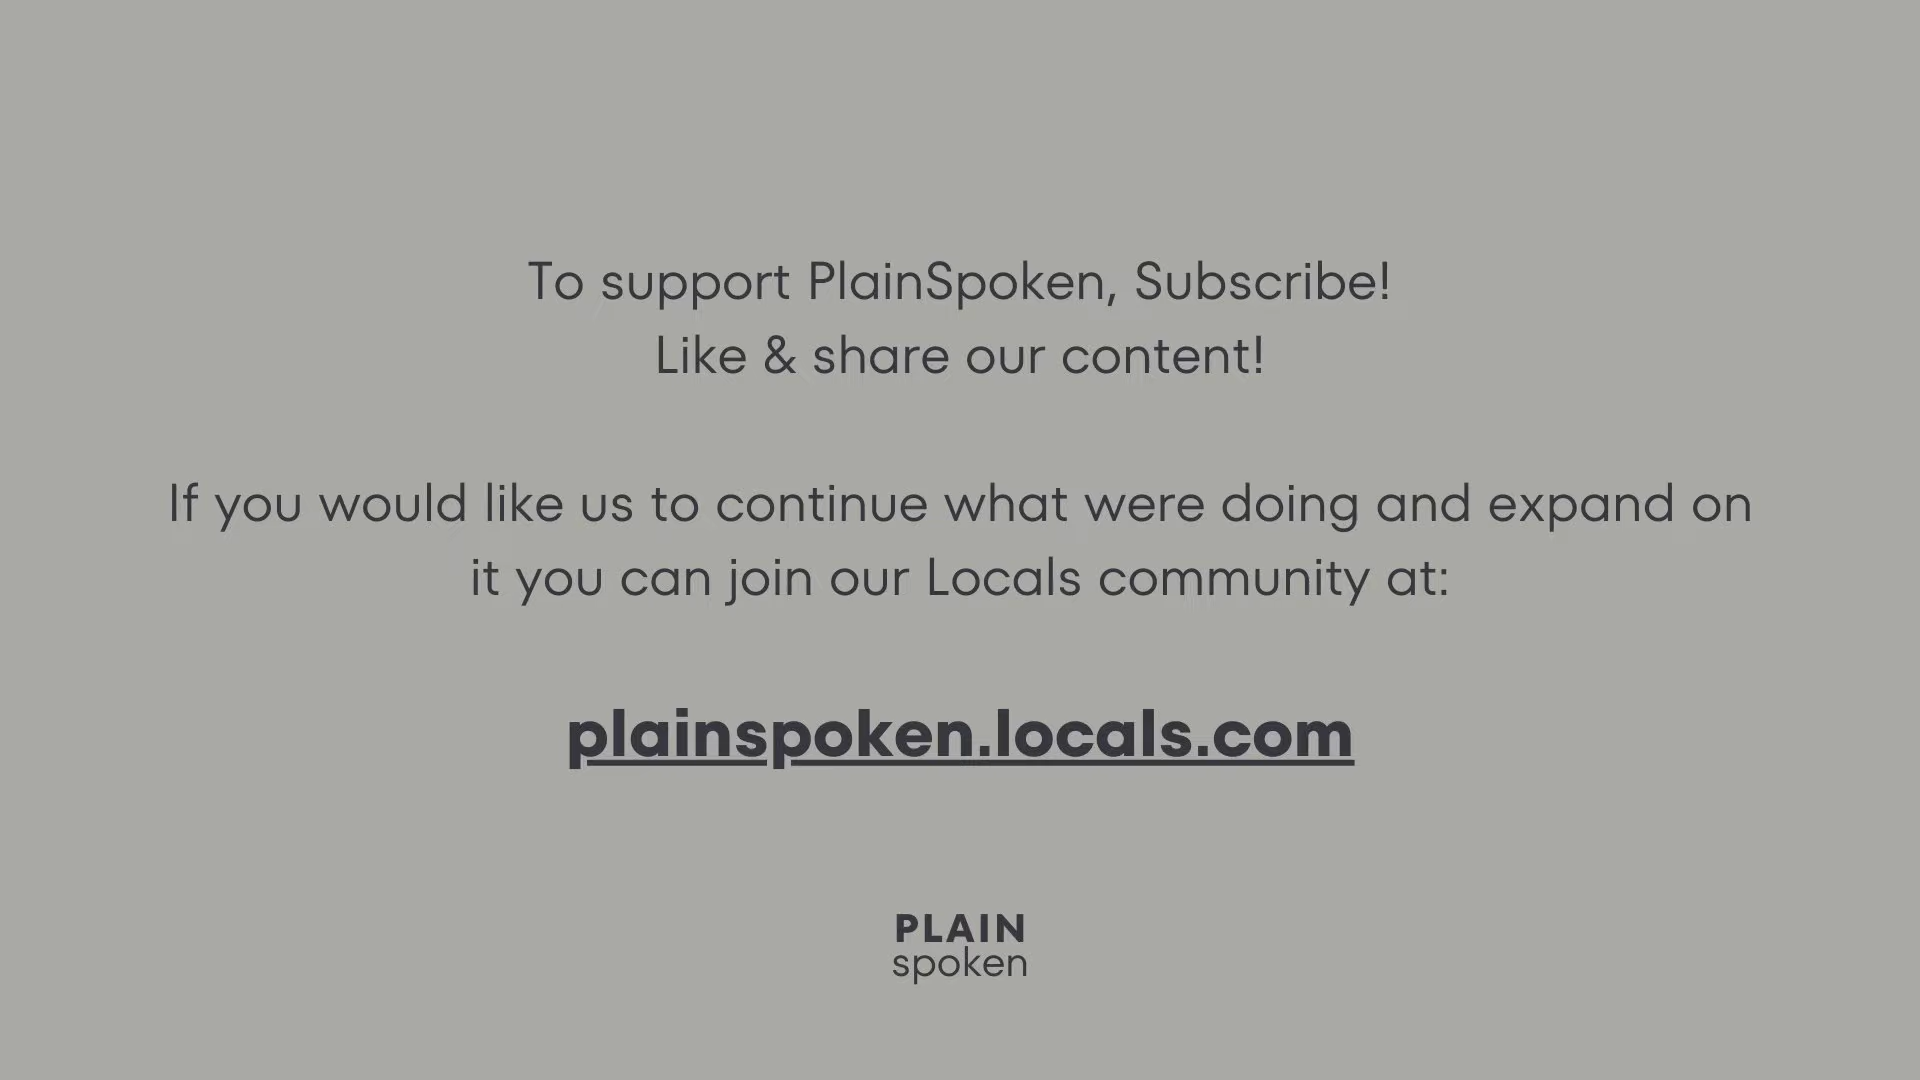 To support PlainSpoken, Subscribe!
Like & share our content!
If you would like us to continue what were doing and expand on
it you can join our Locals community at:
plainspoken.locals.com
PLAIN
spoken